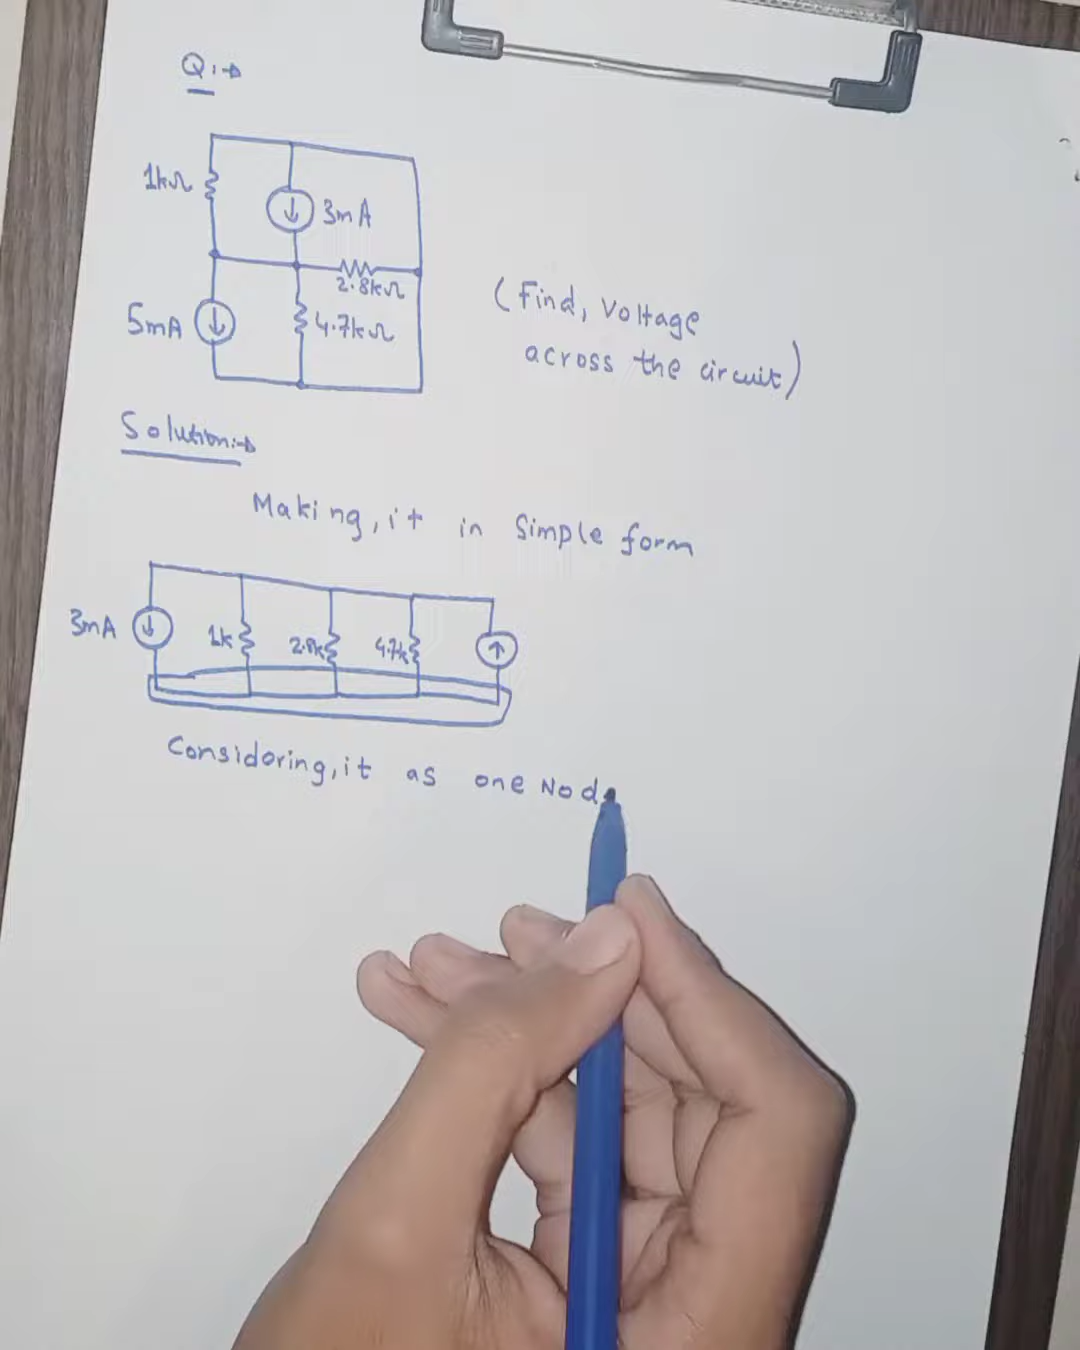 Q:→
1kΩ
3mA
2.8kΩ
5mA
4.7kΩ
(Find, Voltage
across the circuit)
Solution:→
Making, it in Simple form
3mA
1k
2.8k
4.7k
Considering, it as one Nod